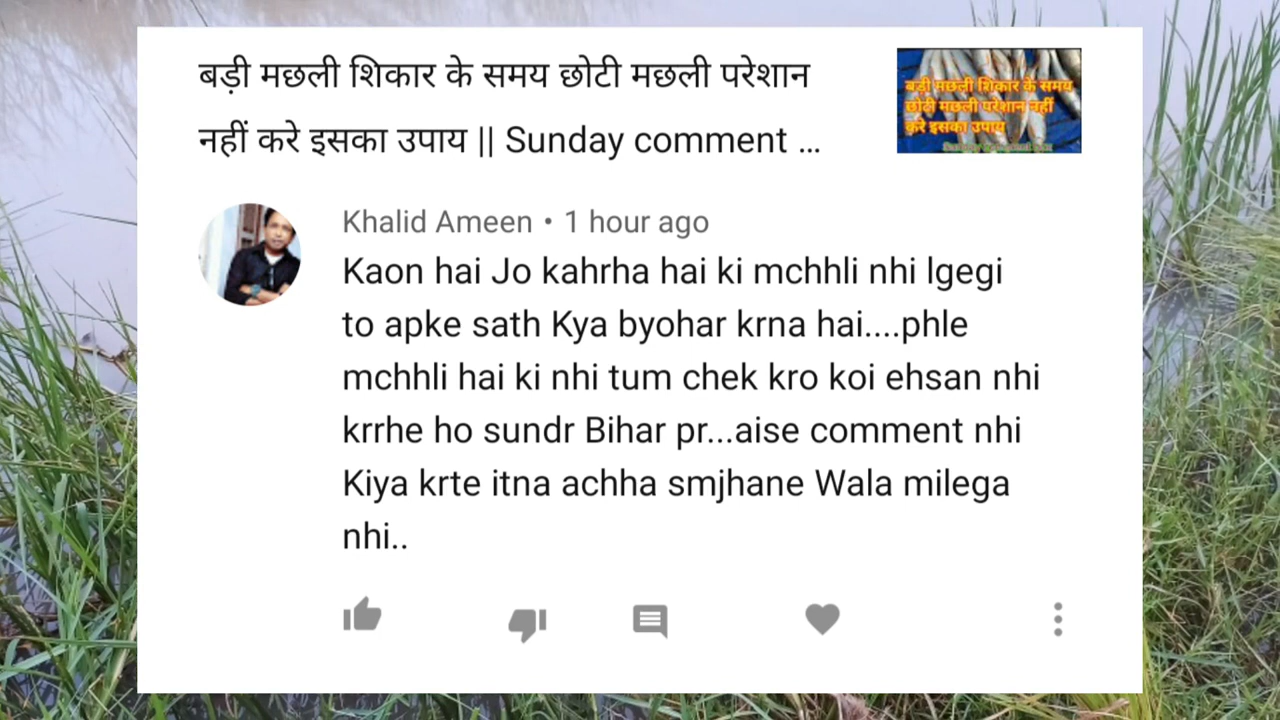 बड़ी मछली शिकार के समय छोटी मछली परेशान
नहीं करे इसका उपाय || Sunday comment ...
बड़ी मछली शिकार के समय
छोटी मछली परेशान नहीं
करे इसका उपाय
Khalid Ameen • 1 hour ago
Kaon hai Jo kahrha hai ki mchhli nhi lgegi
to apke sath Kya byohar krna hai....phle
mchhli hai ki nhi tum chek kro koi ehsan nhi
krrhe ho sundr Bihar pr...aise comment nhi
Kiya krte itna achha smjhane Wala milega
nhi..